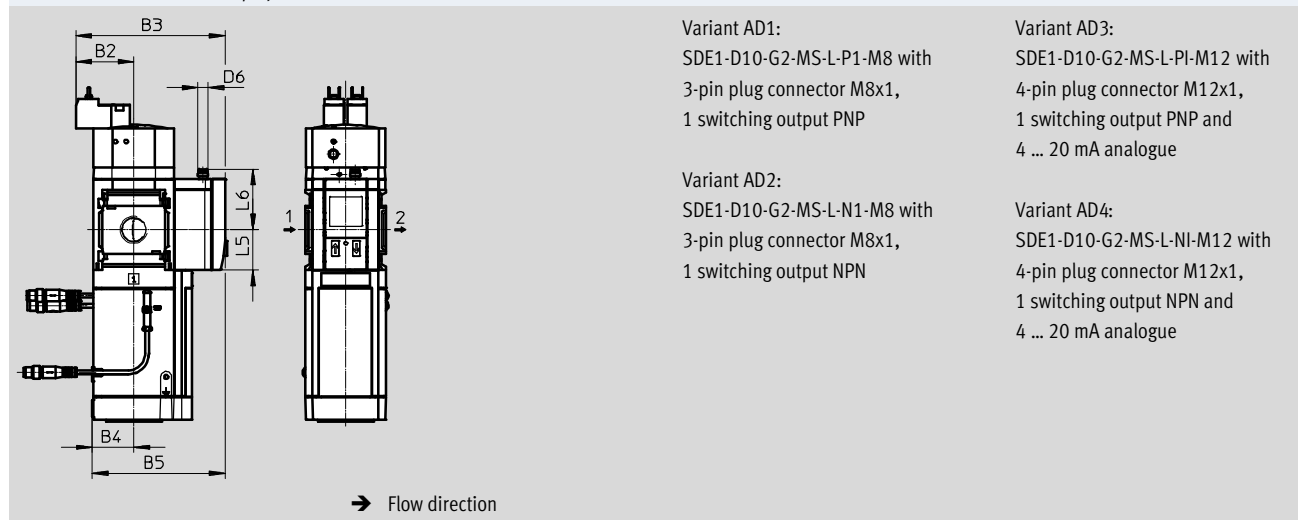 B3
B2
D6
L6
L5
1
2
1
B4
B5
➔ Flow direction
Variant AD1:
SDE1-D10-G2-MS-L-P1-M8 with
3-pin plug connector M8x1,
1 switching output PNP
Variant AD2:
SDE1-D10-G2-MS-L-N1-M8 with
3-pin plug connector M8x1,
1 switching output NPN
Variant AD3:
SDE1-D10-G2-MS-L-PI-M12 with
4-pin plug connector M12x1,
1 switching output PNP and
4 … 20 mA analogue
Variant AD4:
SDE1-D10-G2-MS-L-NI-M12 with
4-pin plug connector M12x1,
1 switching output NPN and
4 … 20 mA analogue